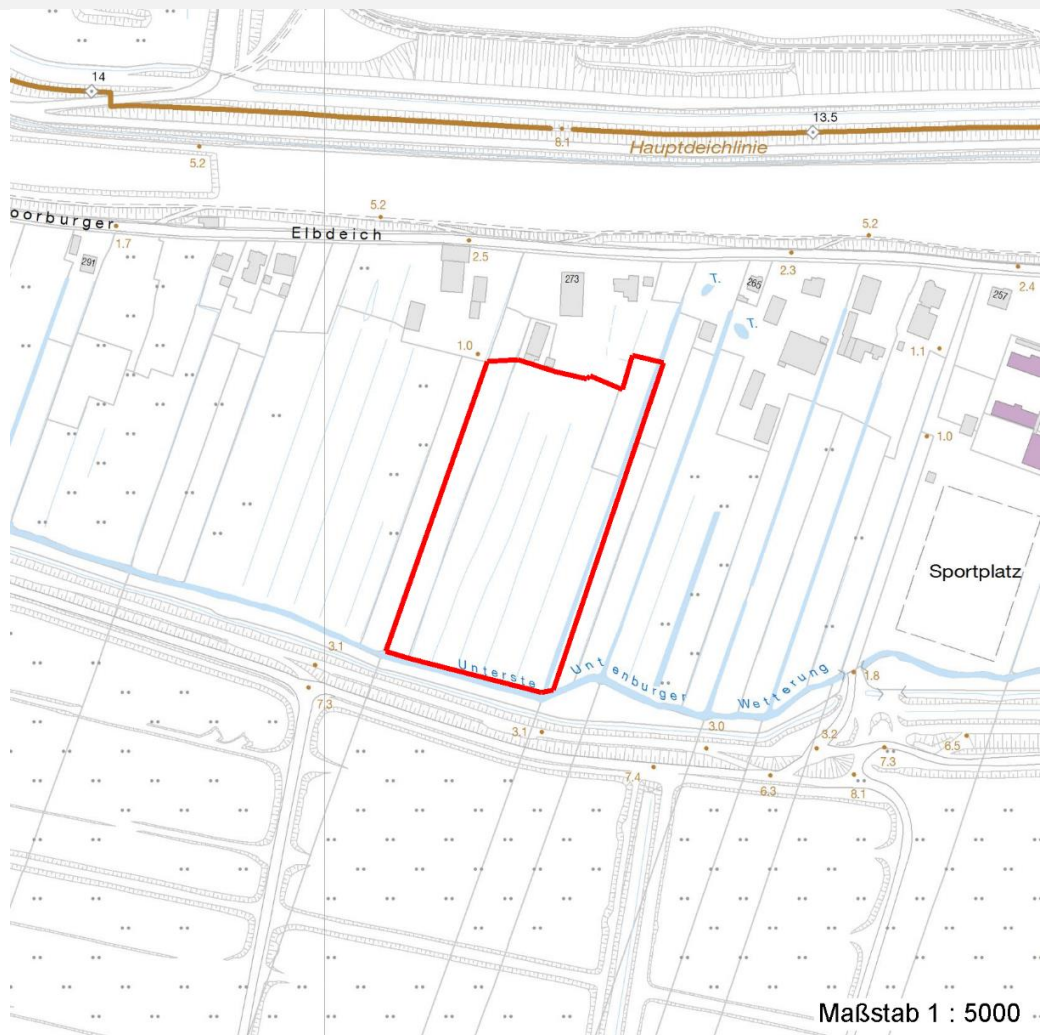 14
13.5
8.1
Hauptdeichlinie
5.2
5.2
5.2
oorburger
Elbdeich
1.7
2.5
2.3
2.4
291
273
T.
265
257
T.
1.0
1.1
1.0
Sportplatz
3.1
Unterste
Untenburger
Wetterung
1.8
7.3
3.1
3.0
3.2
6.5
7.3
7.4
6.3
8.1
Maßstab 1 : 5000